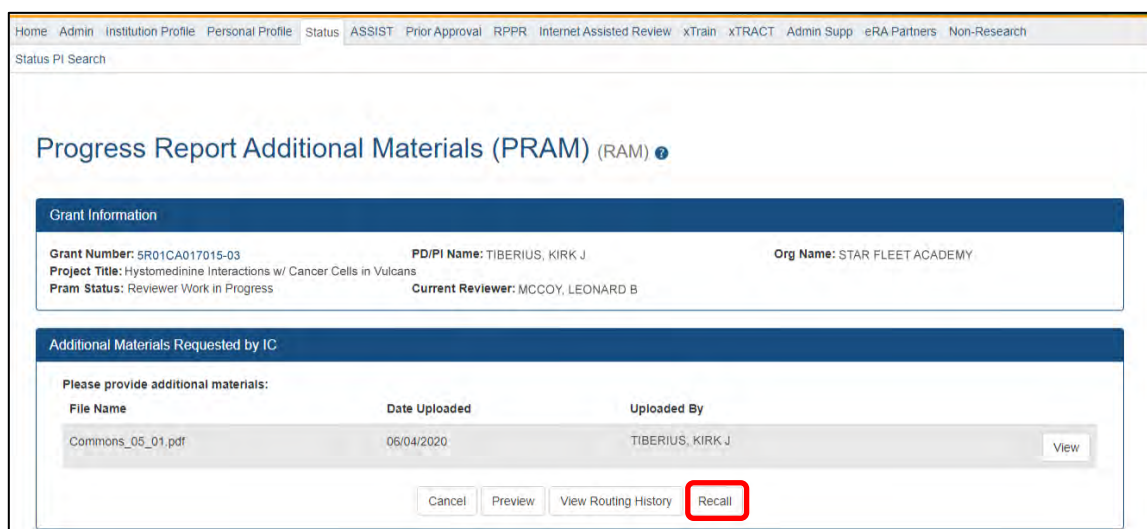 Home Admin Institution Profile Personal Profile Status ASSIST Prior Approval RPPR Internet Assisted Review xTrain xTRACT Admin Supp eRA Partners Non-Research
Status PI Search
Progress Report Additional Materials (PRAM) (RAM) ?
Grant Information
Grant Number: 5R01CA017015-03 PD/PI Name: TIBERIUS, KIRK J Org Name: STAR FLEET ACADEMY
Project Title: Hystomedinine Interactions w/ Cancer Cells in Vulcans
Pram Status: Reviewer Work in Progress Current Reviewer: MCCOY, LEONARD B
Additional Materials Requested by IC
Please provide additional materials:
File Name Date Uploaded Uploaded By
Commons_05_01.pdf 06/04/2020 TIBERIUS, KIRK J View
Cancel Preview View Routing History Recall